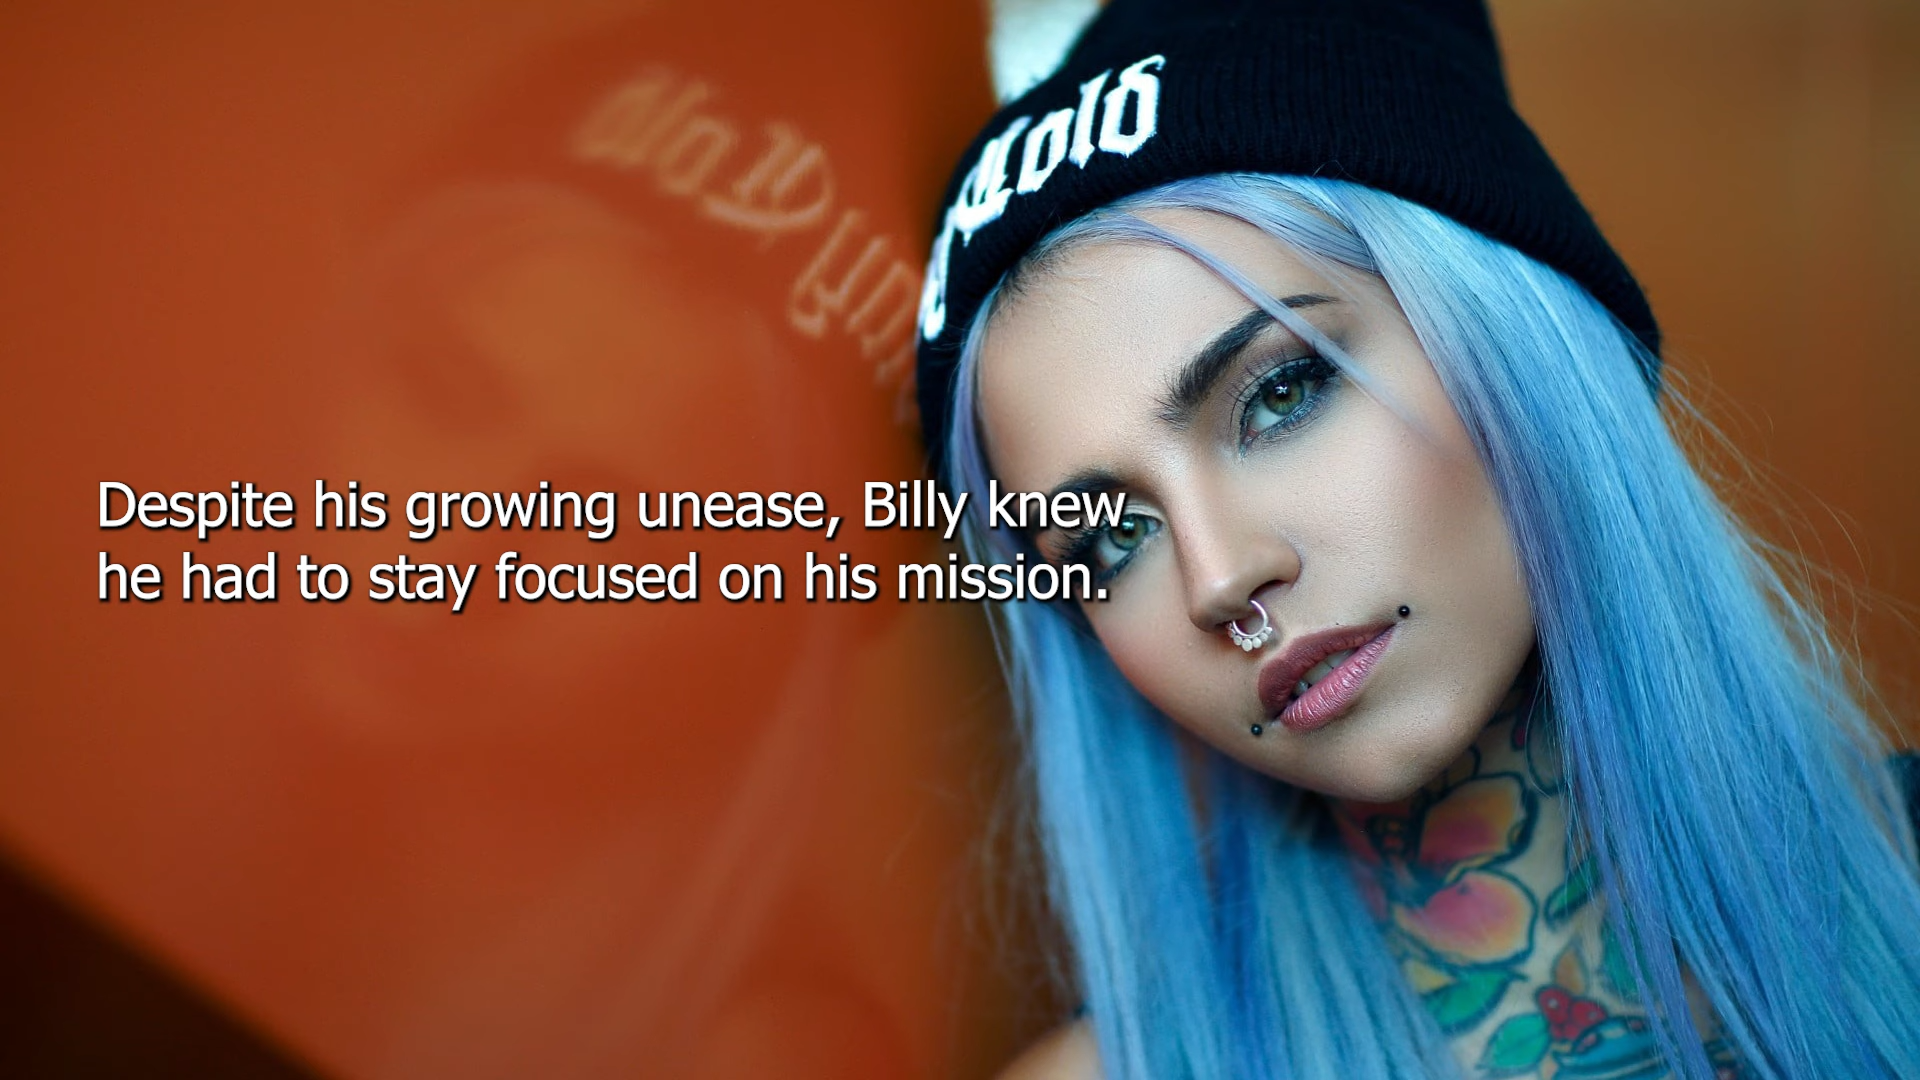 Despite his growing unease, Billy knew
he had to stay focused on his mission.